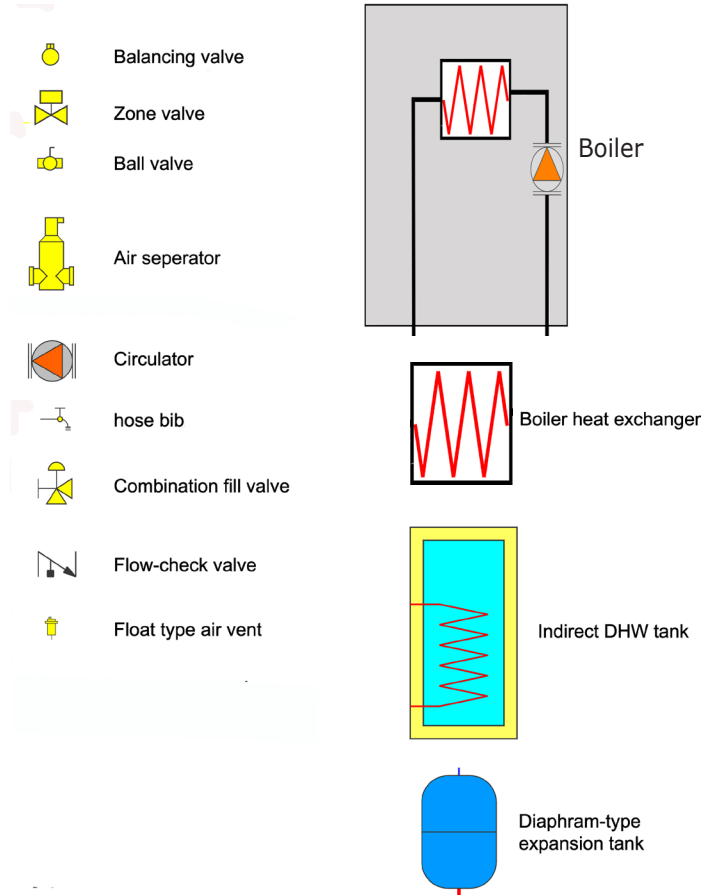 Balancing valve
Zone valve
Ball valve
Air seperator
Circulator
hose bib
Combination fill valve
Flow-check valve
Float type air vent
Boiler
Boiler heat exchanger
Indirect DHW tank
Diaphram-type
expansion tank